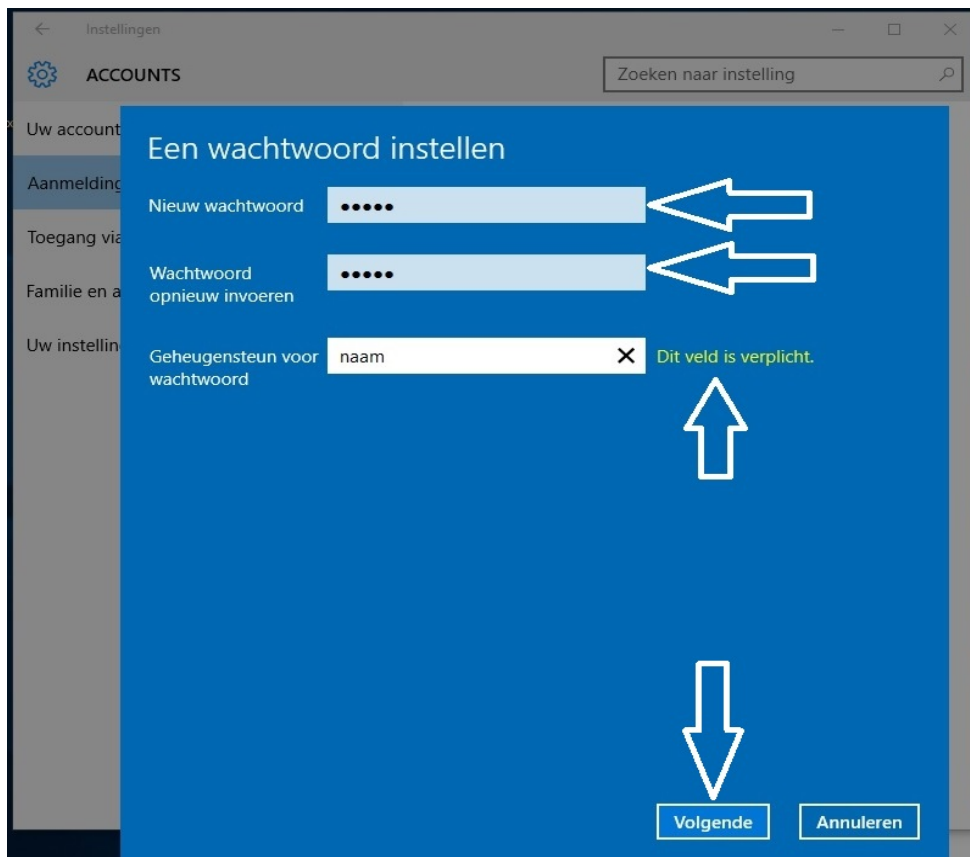 Instellingen
ACCOUNTS
Zoeken naar instelling
Uw account
Aanmelding
Toegang via
Familie en a
Uw instellin
Een wachtwoord instellen
Nieuw wachtwoord
•••••
Wachtwoord
opnieuw invoeren
•••••
Geheugensteun voor
wachtwoord
naam
Dit veld is verplicht.
Volgende
Annuleren